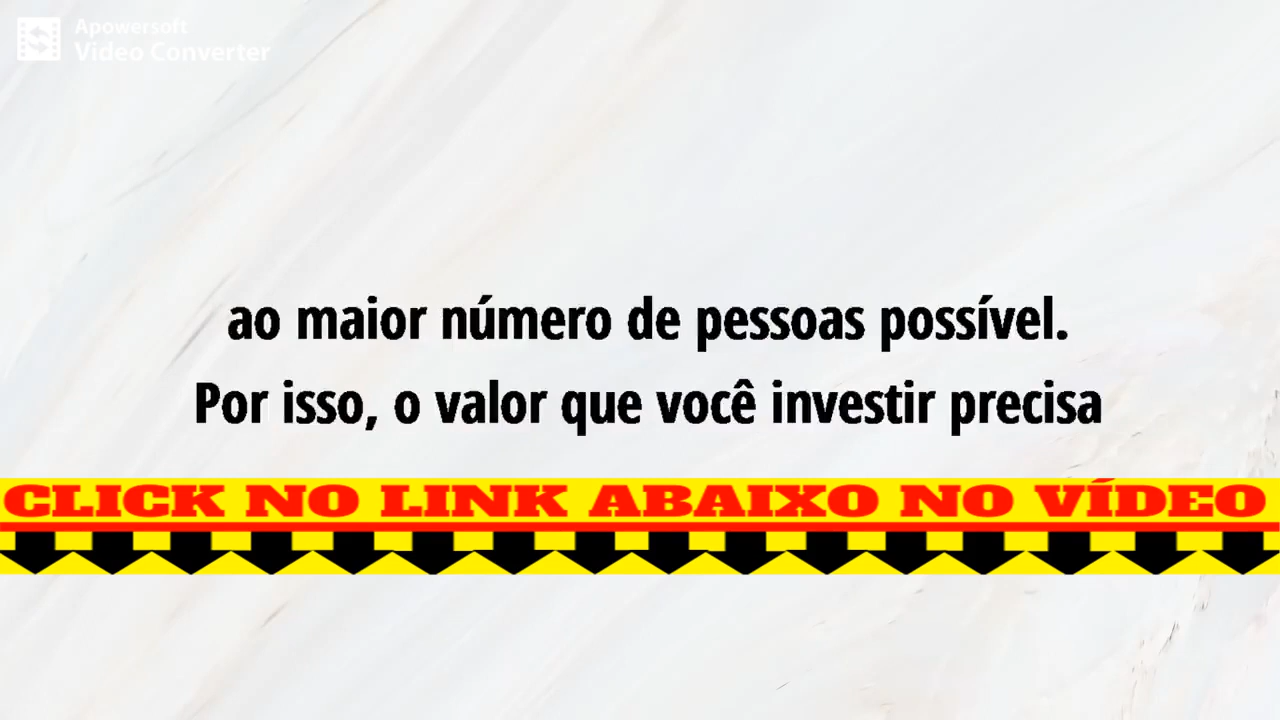 Apowersoft
Video Converter
ao maior número de pessoas possível.
Por isso, o valor que você investir precisa
CLICK NO LINK ABAIXO NO VÍDEO